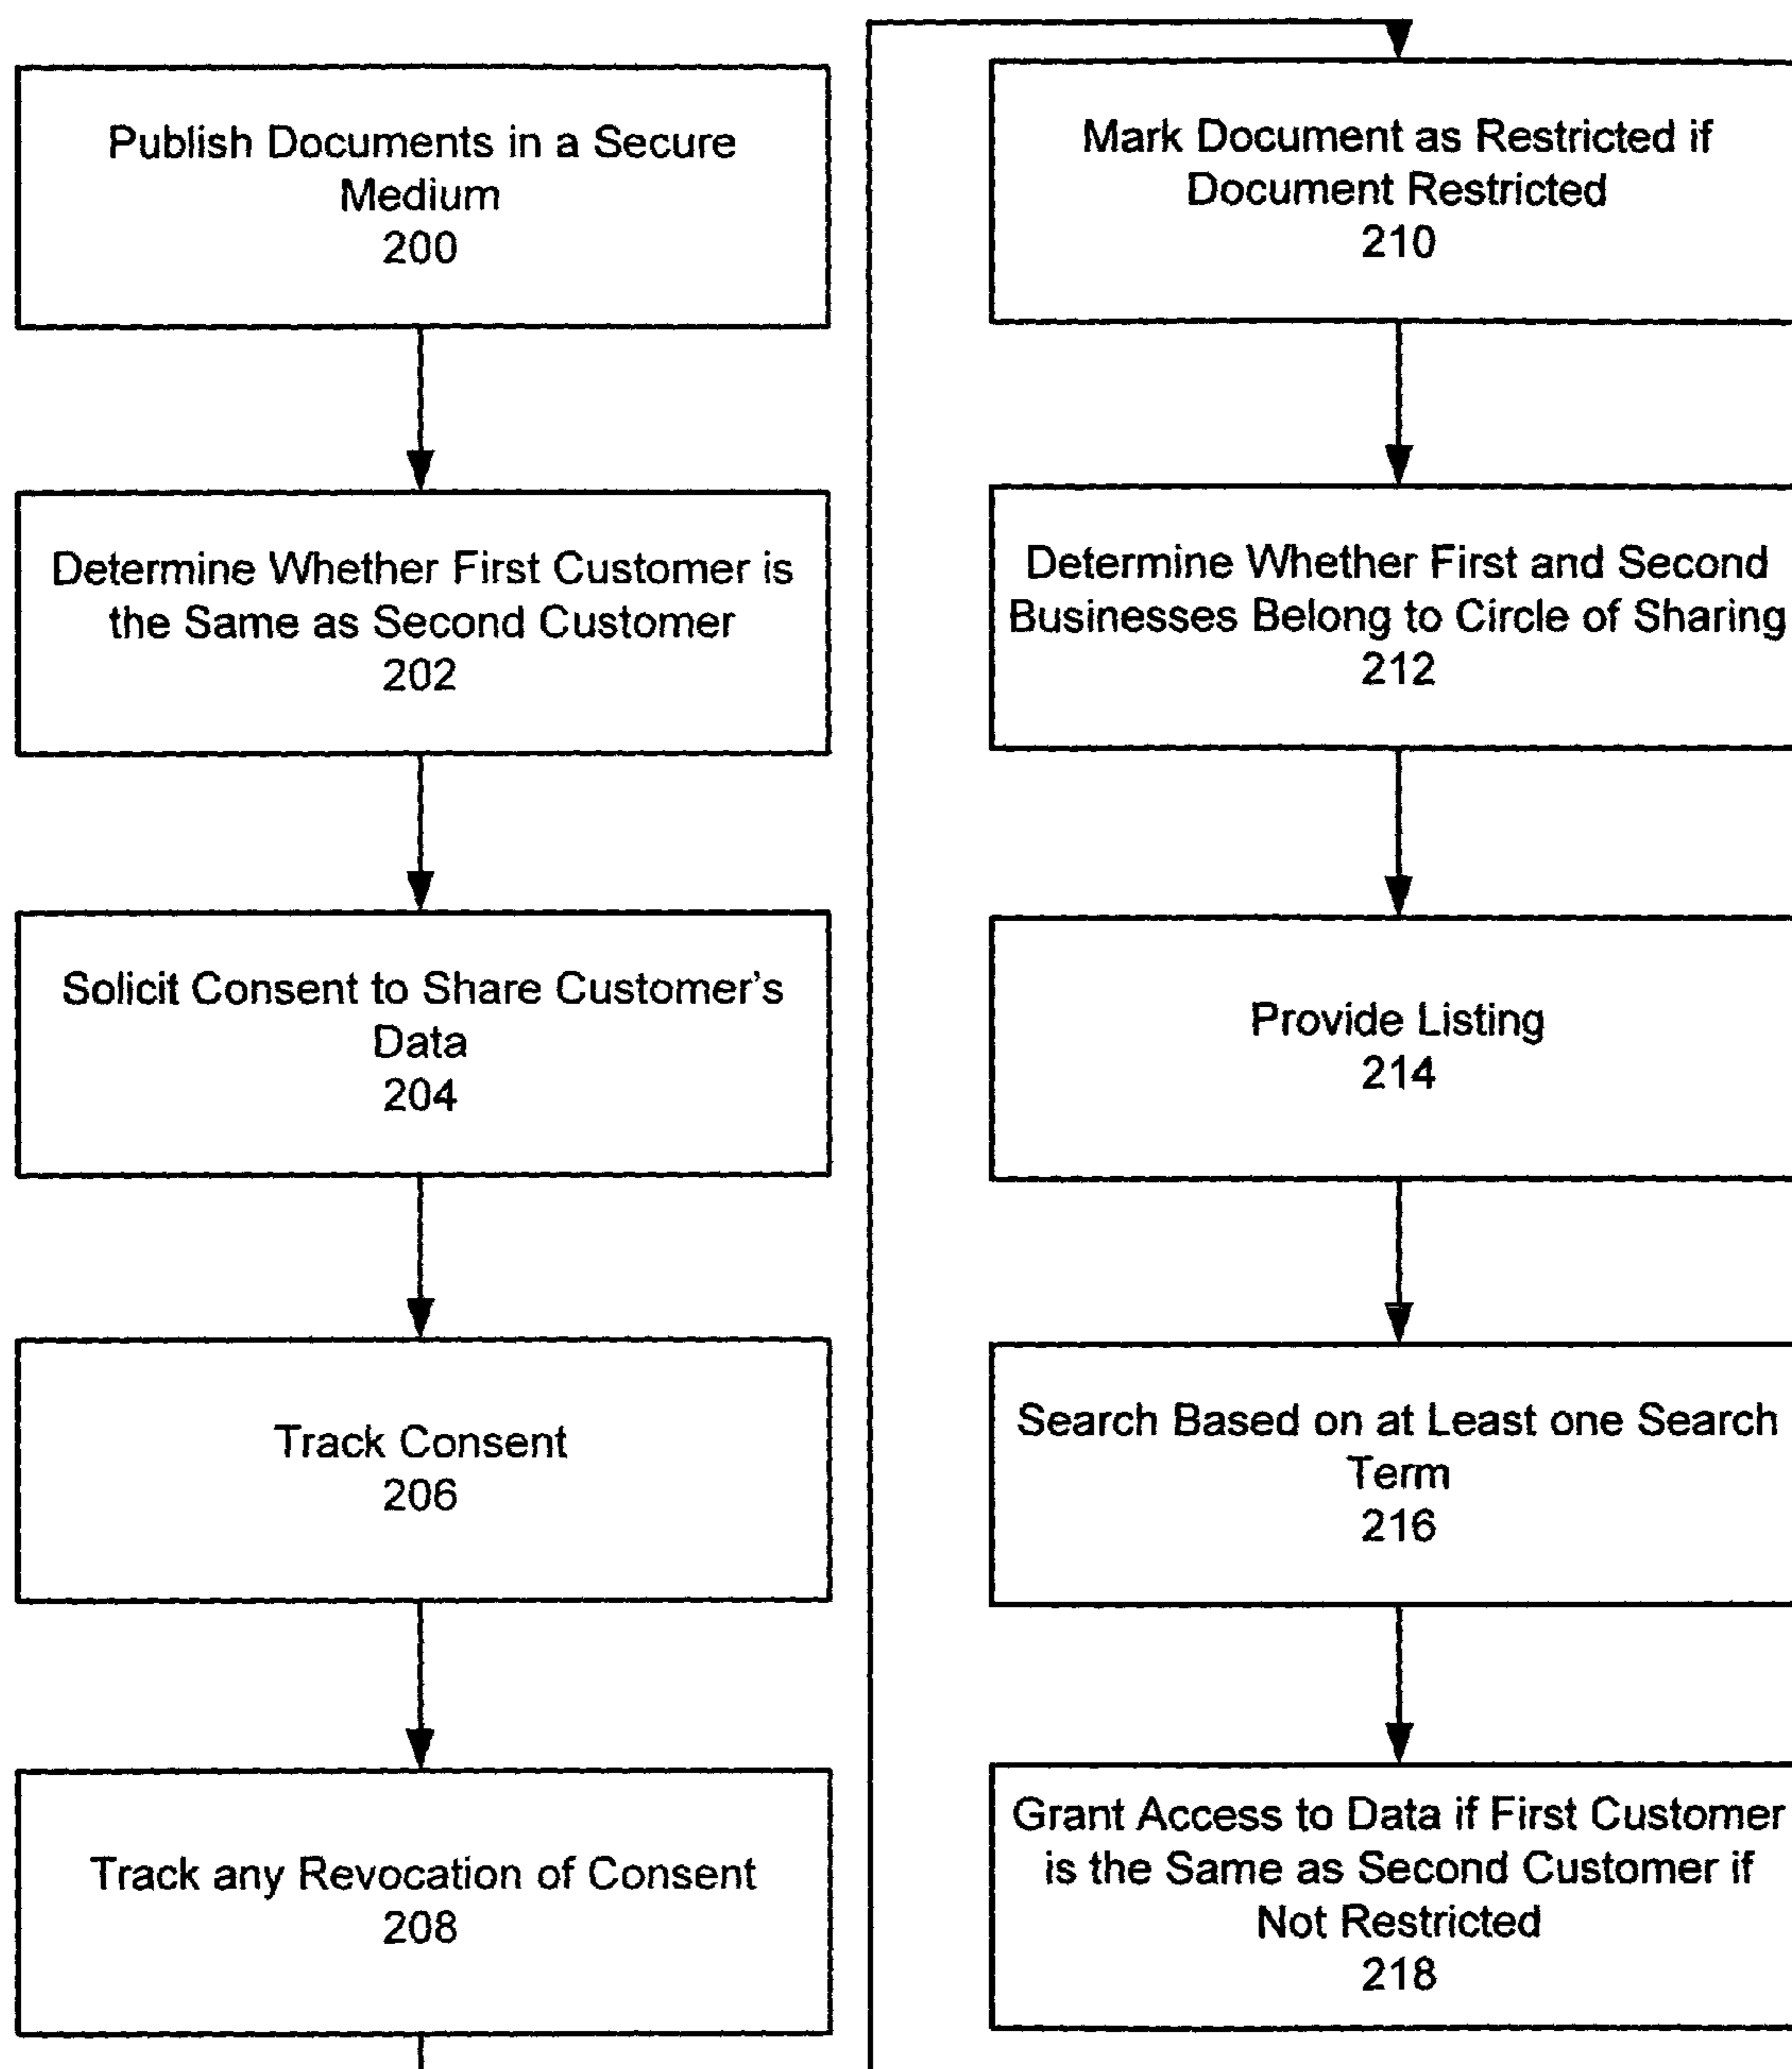 Publish Documents in a Secure
Medium
200
Determine Whether First Customer is
the Same as Second Customer
202
Solicit Consent to Share Customer's
Data
204
Track Consent
206
Track any Revocation of Consent
208
Mark Document as Restricted if
Document Restricted
210
Determine Whether First and Second
Businesses Belong to Circle of Sharing
212
Provide Listing
214
Search Based on at Least one Search
Term
216
Grant Access to Data if First Customer
is the Same as Second Customer if
Not Restricted
218